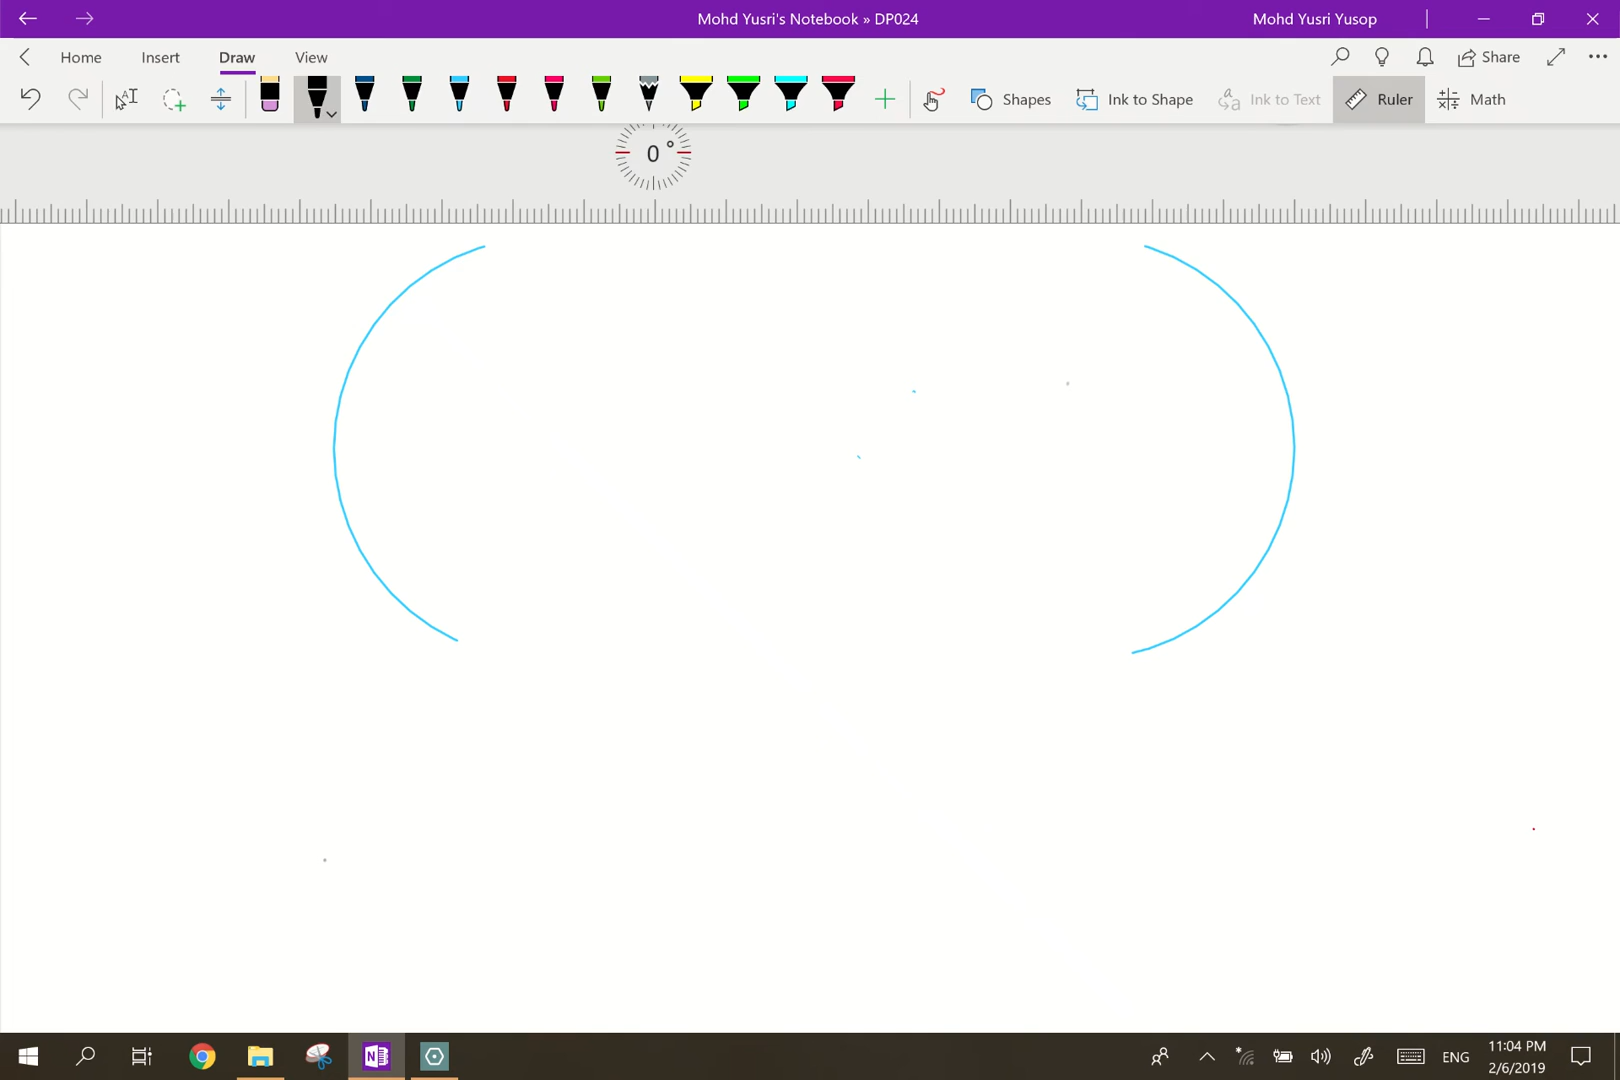 Mohd Yusri's Notebook » DP024
Mohd Yusri Yusop
Home Insert Draw View
Share
Shapes Ink to Shape Ink to Text Ruler Math
0°
ENG
11:04 PM
2/6/2019